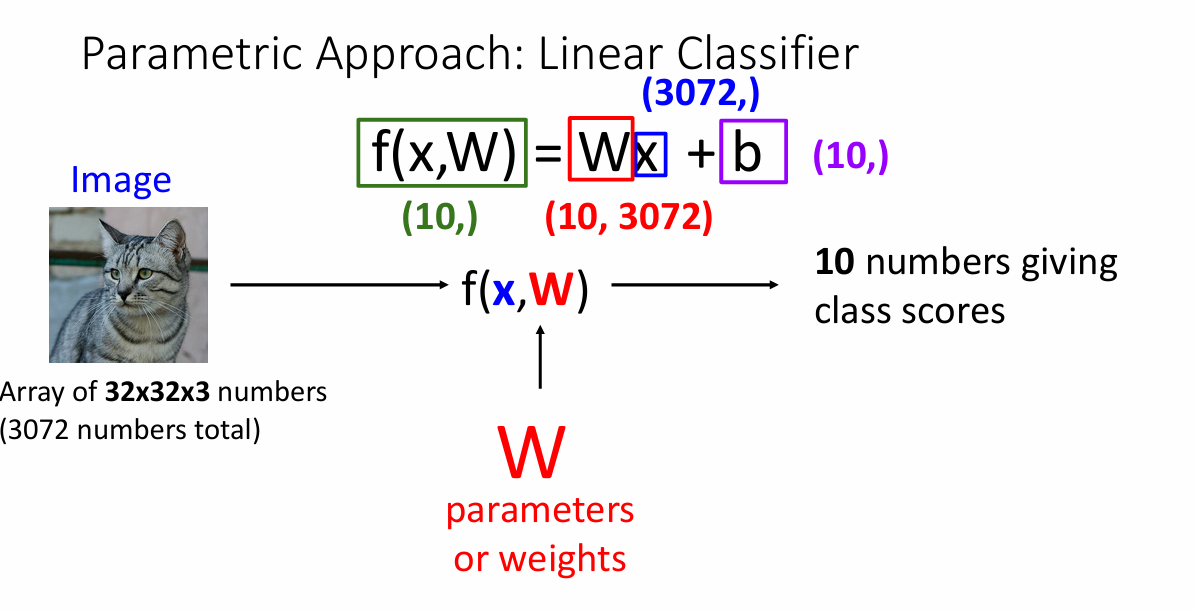 Parametric Approach: Linear Classifier
(3072,)
f(x,W) = Wx + b
(10,)
(10,)
(10, 3072)
Image
f(x,W)
10 numbers giving
class scores
Array of 32x32x3 numbers
(3072 numbers total)
W
parameters
or weights